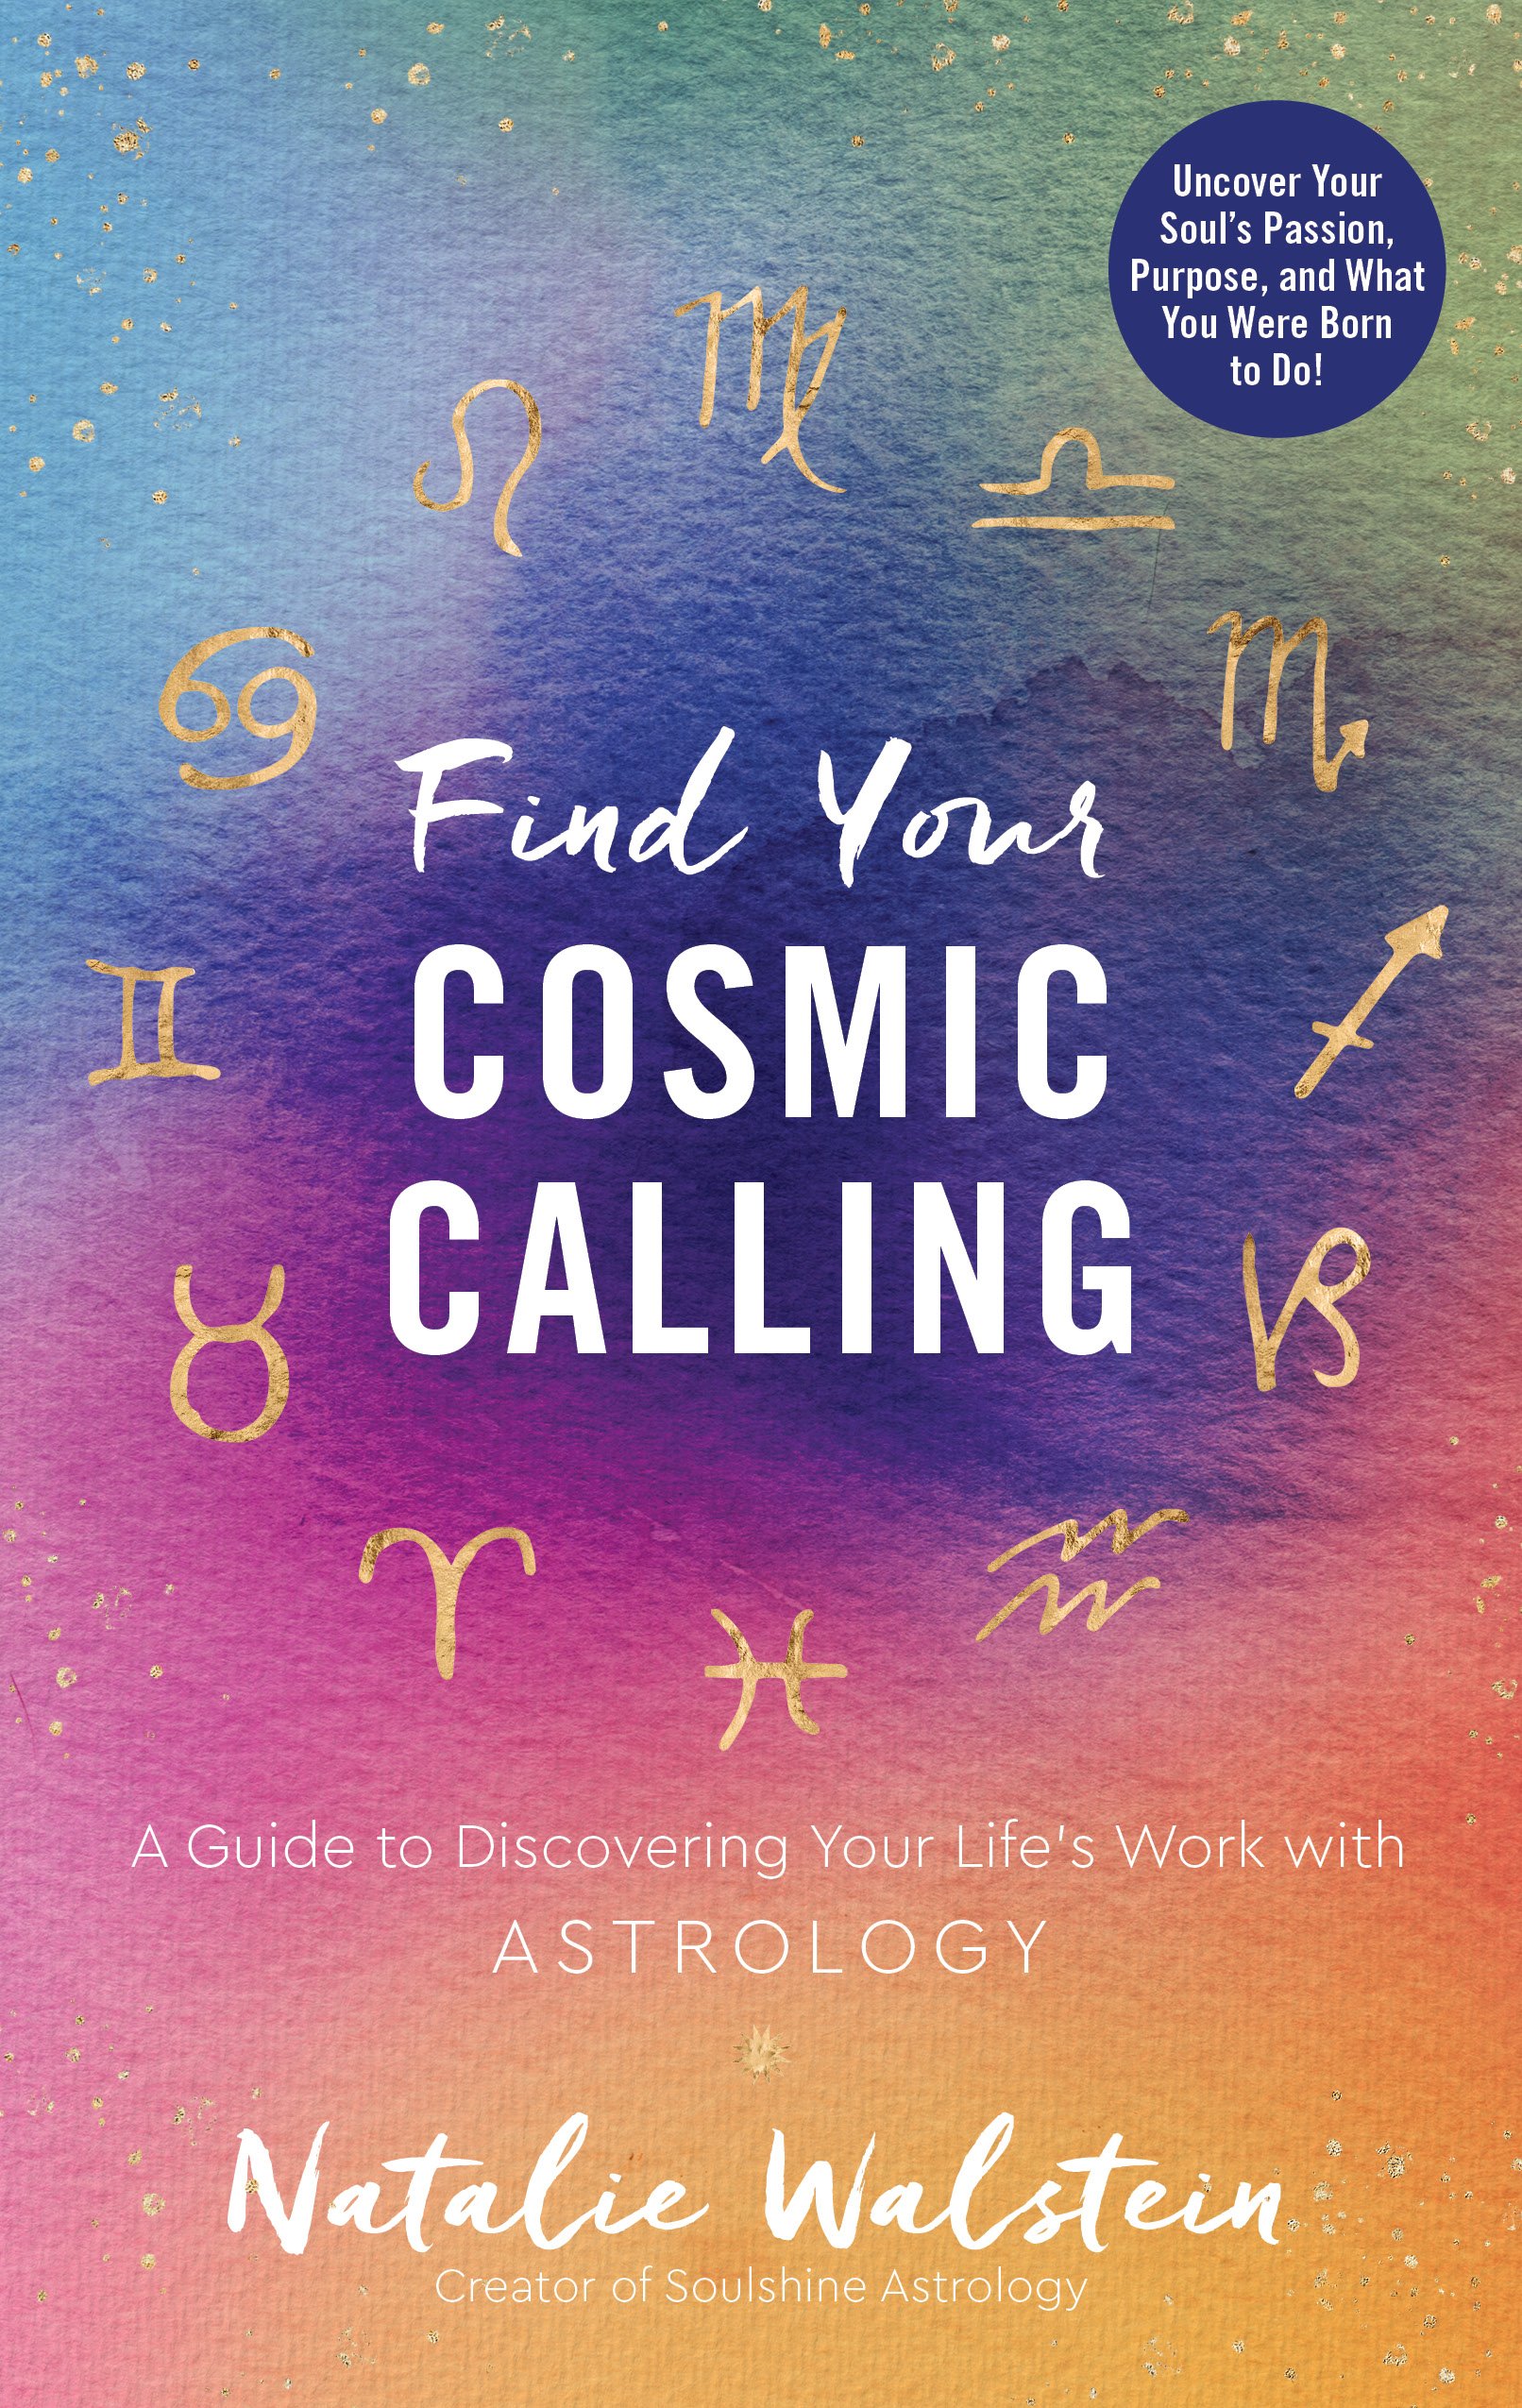 Uncover Your
Soul’s Passion,
Purpose, and What
You Were Born
to Do!
Find Your
COSMIC
CALLING
A Guide to Discovering Your Life's Work with
ASTROLOGY
Natalie Walstein
Creator of Soulshine Astrology